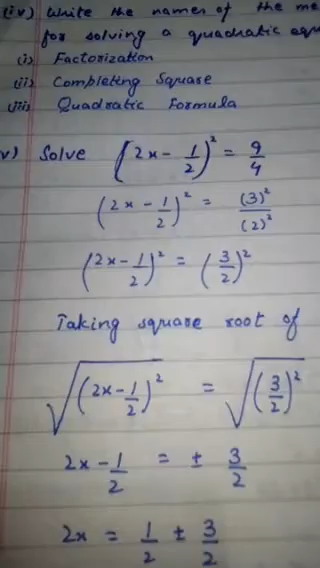 (iv) Write the names of the me
for solving a quadratic equ
(i) Factorization
(ii) Completing Square
(iii) Quadratic Formula
v) Solve (2x - 1/2)² = 9/4
(2x - 1/2)² = (3)²/(2)²
(2x - 1/2)² = (3/2)²
Taking square root of
√(2x - 1/2)² = √(3/2)²
2x - 1/2 = ± 3/2
2x = 1/2 ± 3/2